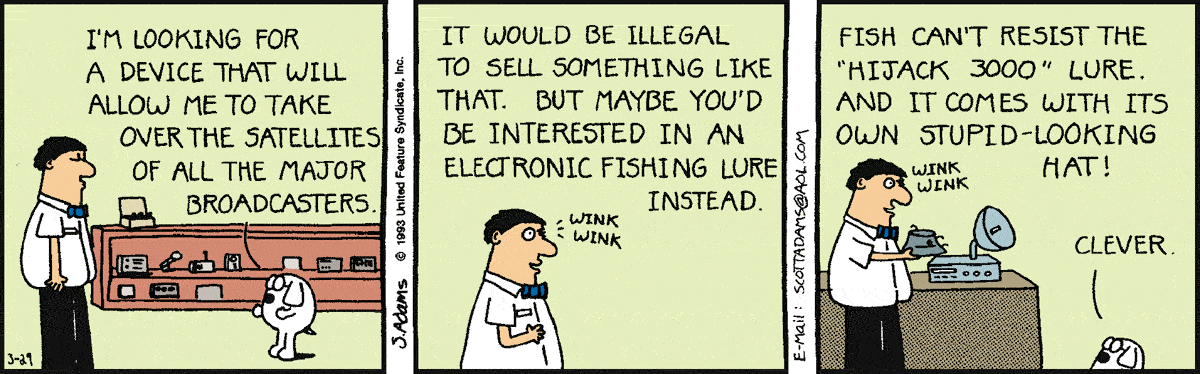 I'M LOOKING FOR
A DEVICE THAT WILL
ALLOW ME TO TAKE
OVER THE SATELLITES
OF ALL THE MAJOR
BROADCASTERS.
3-29
S.Adams
© 1993 United Feature Syndicate, Inc.
IT WOULD BE ILLEGAL
TO SELL SOMETHING LIKE
THAT. BUT MAYBE YOU'D
BE INTERESTED IN AN
ELECTRONIC FISHING LURE
INSTEAD.
WINK
WINK
E-Mail: SCOTTADAMS@AOL.COM
FISH CAN'T RESIST THE
"HIJACK 3000" LURE.
AND IT COMES WITH ITS
OWN STUPID-LOOKING
HAT!
WINK
WINK
CLEVER.